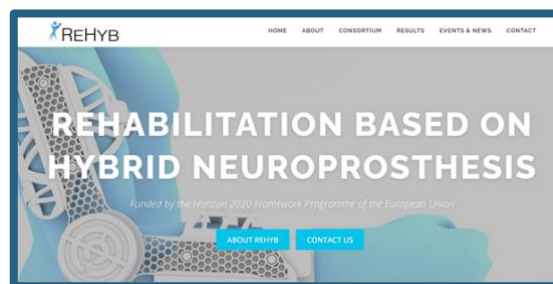 REHYB
HOME ABOUT CONSORTIUM RESULTS EVENTS & NEWS CONTACT
REHABILITATION BASED ON
HYBRID NEUROPROSTHESIS
Funded by the Horizon 2020 Framework Programme of the European Union
ABOUT REHYB CONTACT US